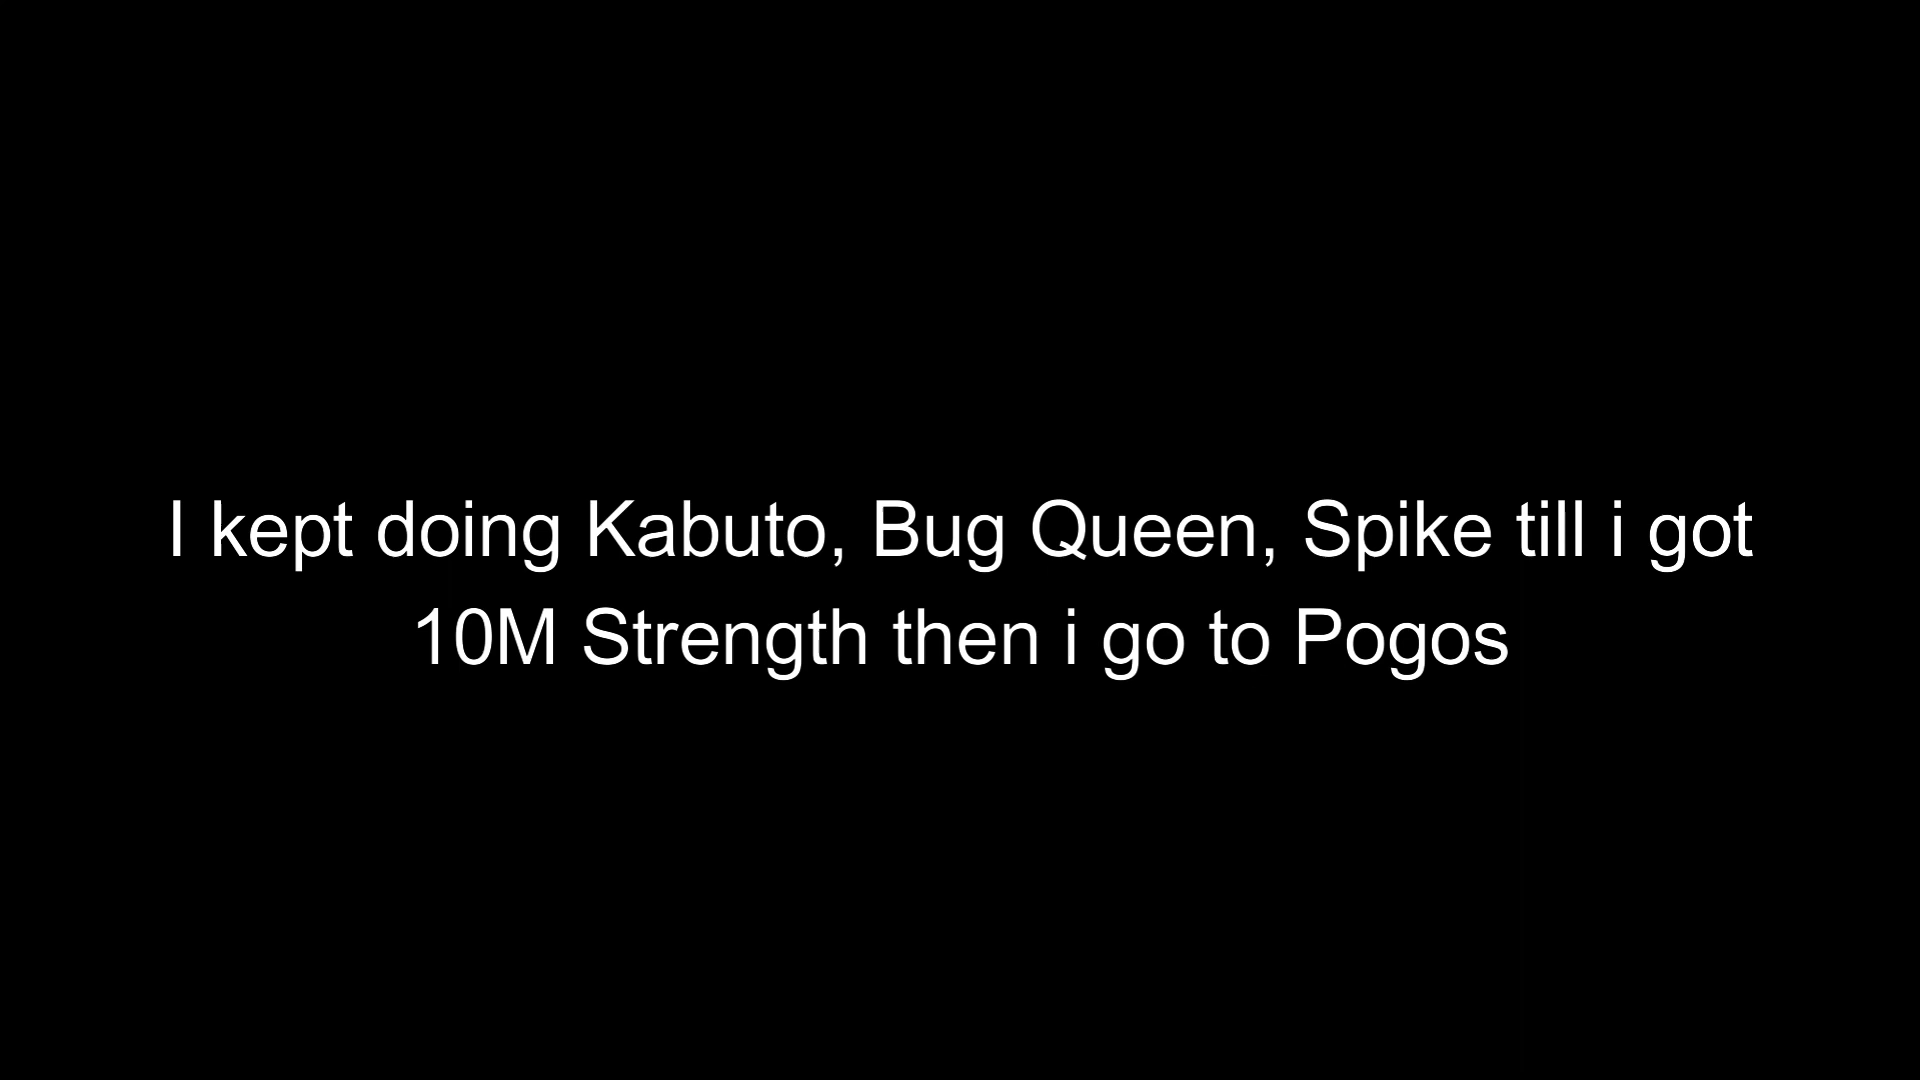 I kept doing Kabuto, Bug Queen, Spike till i got
10M Strength then i go to Pogos